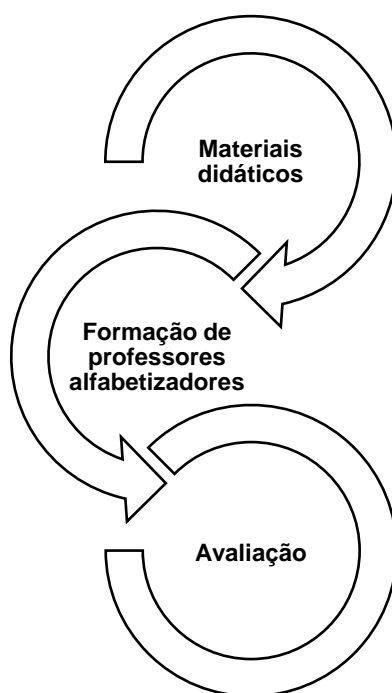 Materiais
didáticos
Formação de
professores
alfabetizadores
Avaliação